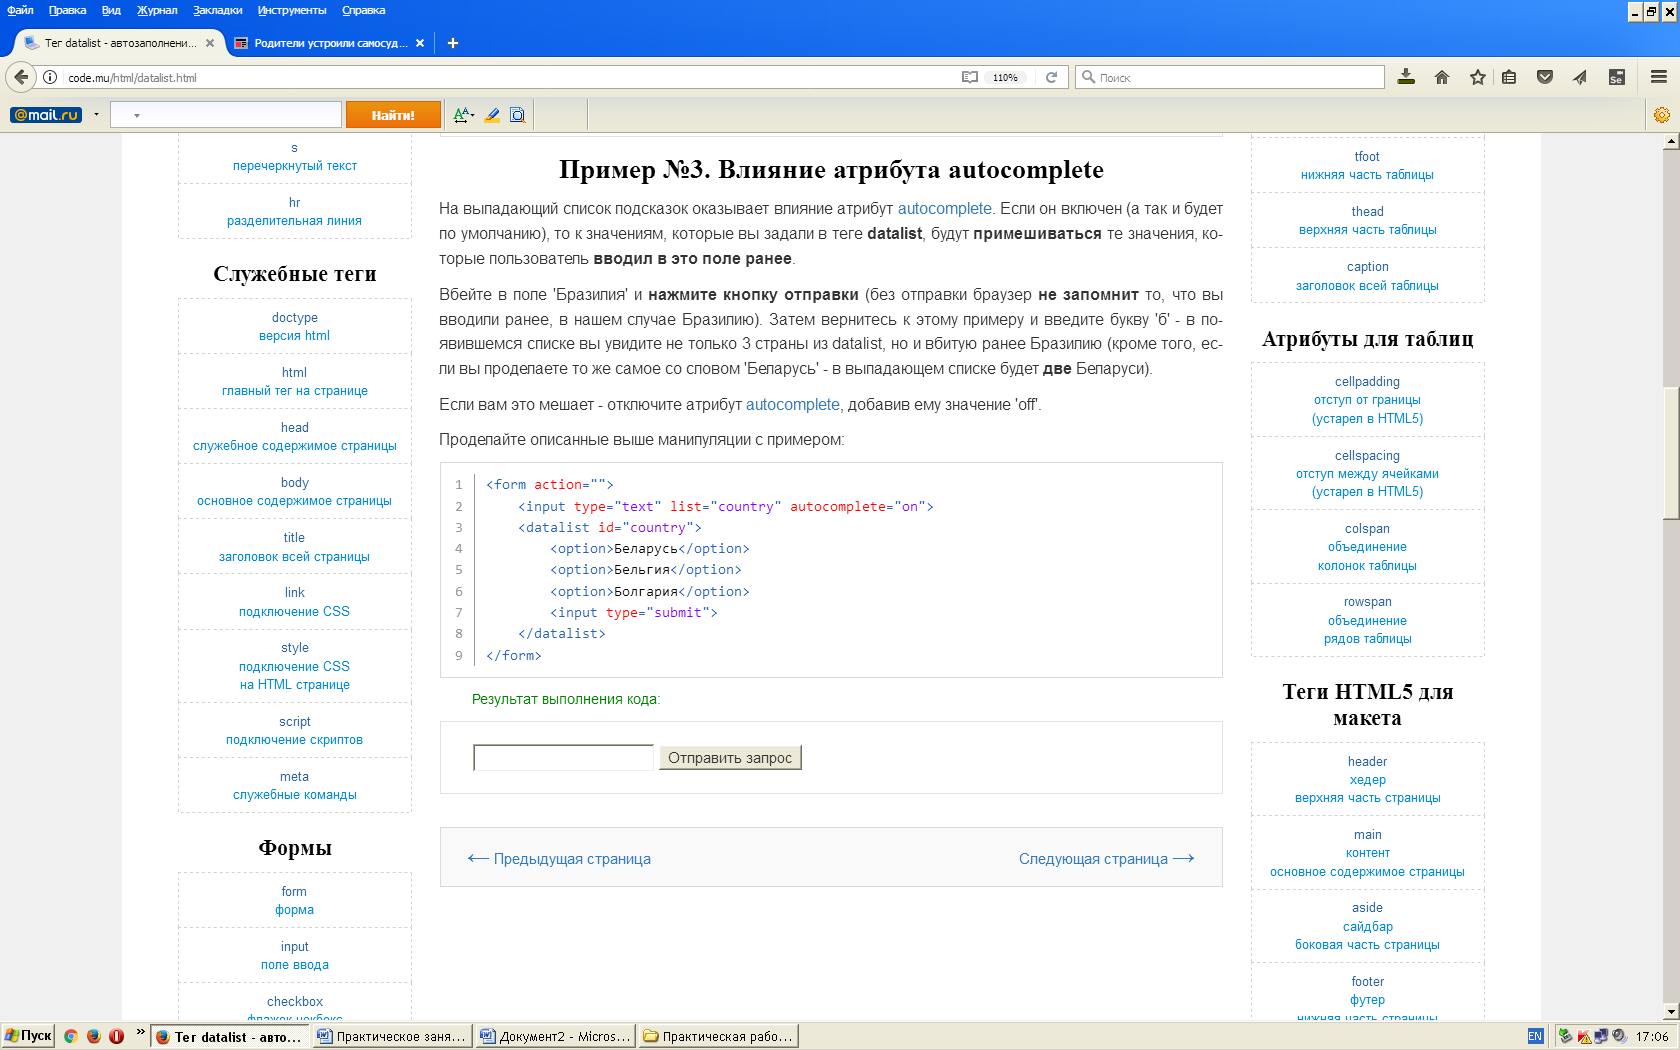 Файл Правка Вид Журнал Закладки Инструменты Справка
Тег datalist - автозаполнени...
Родители устроили самосуд...
code.mu/html/datalist.html
110%
Поиск
@mail.ru
Найти!
s
перечеркнутый текст
hr
разделительная линия
Служебные теги
doctype
версия html
html
главный тег на странице
head
служебное содержимое страницы
body
основное содержимое страницы
title
заголовок всей страницы
link
подключение CSS
style
подключение CSS
на HTML странице
script
подключение скриптов
meta
служебные команды
Формы
form
форма
input
поле ввода
checkbox
флажок чекбокс
Пример №3. Влияние атрибута autocomplete
На выпадающий список подсказок оказывает влияние атрибут autocomplete. Если он включен (а так и будет
по умолчанию), то к значениям, которые вы задали в теге datalist, будут примешиваться те значения, ко-
торые пользователь вводил в это поле ранее.
Вбейте в поле 'Бразилия' и нажмите кнопку отправки (без отправки браузер не запомнит то, что вы
вводили ранее, в нашем случае Бразилию). Затем вернитесь к этому примеру и введите букву 'б' - в по-
явившемся списке вы увидите не только 3 страны из datalist, но и вбитую ранее Бразилию (кроме того, ес-
ли вы проделаете то же самое со словом 'Беларусь' - в выпадающем списке будет две Беларуси).
Если вам это мешает - отключите атрибут autocomplete, добавив ему значение 'off'.
Проделайте описанные выше манипуляции с примером:
1 <form action="">
2 <input type="text" list="country" autocomplete="on">
3 <datalist id="country">
4 <option>Беларусь</option>
5 <option>Бельгия</option>
6 <option>Болгария</option>
7 <input type="submit">
8 </datalist>
9 </form>
Результат выполнения кода:
Отправить запрос
← Предыдущая страница
Следующая страница →
tfoot
нижняя часть таблицы
thead
верхняя часть таблицы
caption
заголовок всей таблицы
Атрибуты для таблиц
cellpadding
отступ от границы
(устарел в HTML5)
cellspacing
отступ между ячейками
(устарел в HTML5)
colspan
объединение
колонок таблицы
rowspan
объединение
рядов таблицы
Теги HTML5 для
макета
header
хедер
верхняя часть страницы
main
контент
основное содержимое страницы
aside
сайдбар
боковая часть страницы
footer
футер
нижняя часть страницы
Пуск
»
Тег datalist - авто...
Практическое заня...
Документ2 - Micros...
Практическая рабо...
EN
17:06